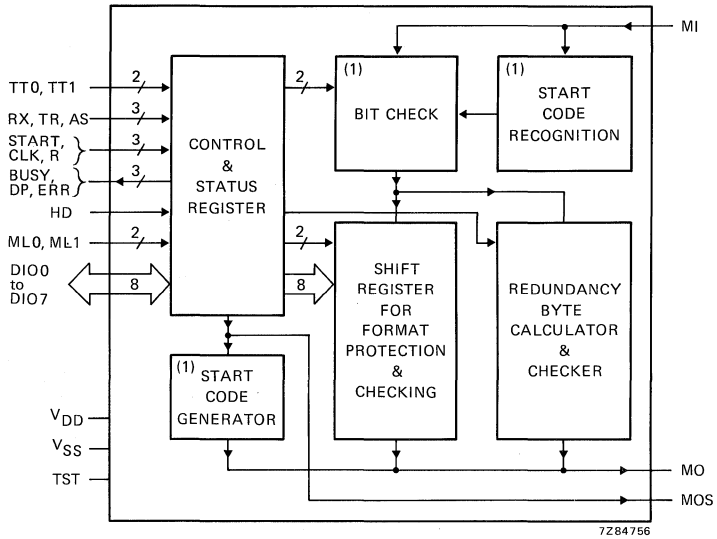 MI
TT0, TT1
2
2
(1)
BIT CHECK
(1)
START
CODE
RECOGNITION
RX, TR, AS
3
START,
CLK, R
3
BUSY,
DP, ERR
3
CONTROL
&
STATUS
REGISTER
HD
ML0, ML1
2
2
DIO0
to
DIO7
8
8
SHIFT
REGISTER
FOR
FORMAT
PROTECTION
&
CHECKING
REDUNDANCY
BYTE
CALCULATOR
&
CHECKER
(1)
START
CODE
GENERATOR
VDD
VSS
TST
MO
MOS
7Z84756